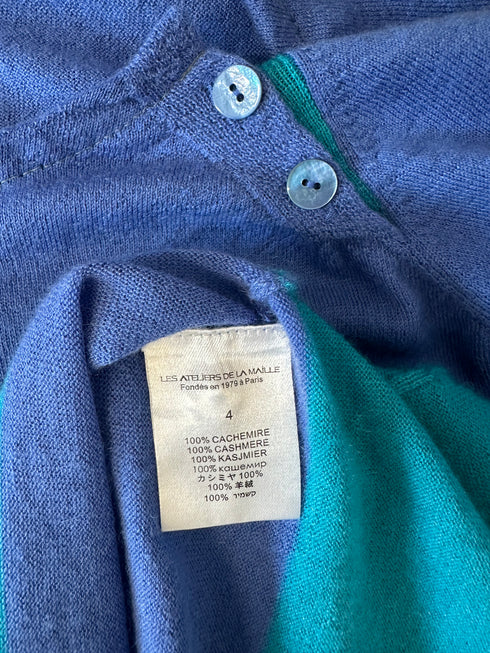 LES ATELIERS DE LA MAILLE
Fondés en 1979 à Paris
4
100% CACHEMIRE
100% CASHMERE
100% KASJMIER
100% кашемир
カシミヤ 100%
100% 羊絨
100% קשמיר